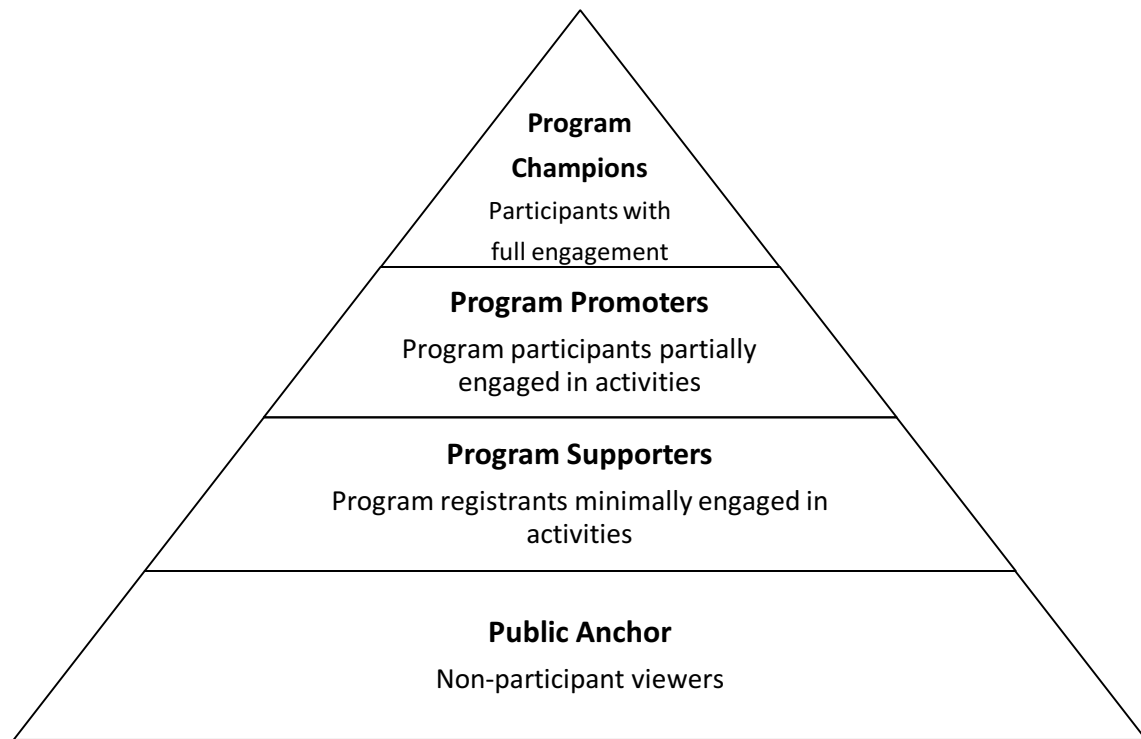 Program
Champions
Participants with
full engagement
Program Promoters
Program participants partially
engaged in activities
Program Supporters
Program registrants minimally engaged in
activities
Public Anchor
Non-participant viewers